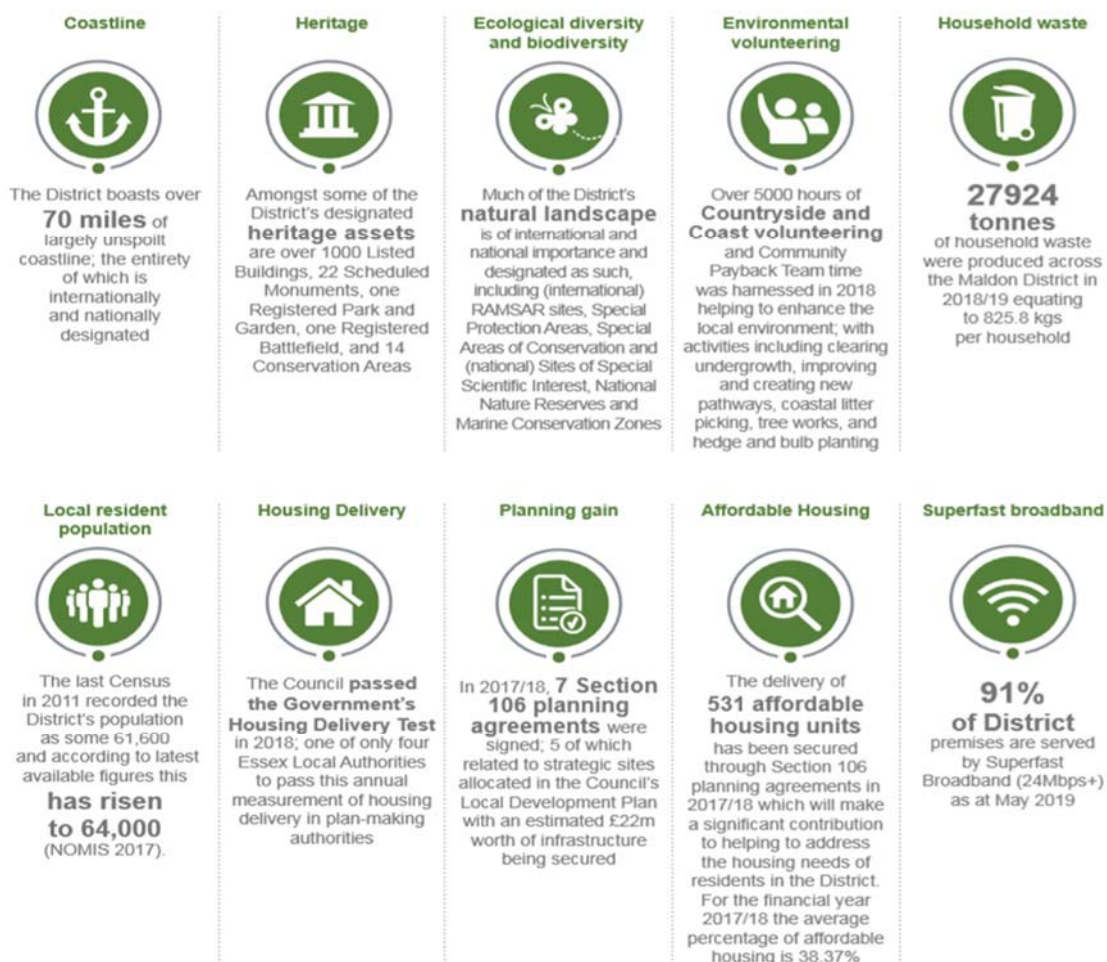 Coastline
The District boasts over
70 miles of
largely unspoilt
coastline; the entirety
of which is
internationally
and nationally
designated
Heritage
Amongst some of the
District's designated
heritage assets
are over 1000 Listed
Buildings, 22 Scheduled
Monuments, one
Registered Park and
Garden, one Registered
Battlefield, and 14
Conservation Areas
Ecological diversity
and biodiversity
Much of the District's
natural landscape
is of international and
national importance and
designated as such,
including (international)
RAMSAR sites, Special
Protection Areas, Special
Areas of Conservation and
(national) Sites of Special
Scientific Interest, National
Nature Reserves and
Marine Conservation Zones
Environmental
volunteering
Over 5000 hours of
Countryside and
Coast volunteering
and Community
Payback Team time
was harnessed in 2018
helping to enhance the
local environment; with
activities including clearing
undergrowth, improving
and creating new
pathways, coastal litter
picking, tree works, and
hedge and bulb planting
Household waste
27924
tonnes
of household waste
were produced across
the Maldon District in
2018/19 equating
to 825.8 kgs
per household
Local resident
population
The last Census
in 2011 recorded the
District's population
as some 61,600
and according to latest
available figures this
has risen
to 64,000
(NOMIS 2017).
Housing Delivery
The Council passed
the Government's
Housing Delivery Test
in 2018; one of only four
Essex Local Authorities
to pass this annual
measurement of housing
delivery in plan-making
authorities
Planning gain
In 2017/18, 7 Section
106 planning
agreements were
signed; 5 of which
related to strategic sites
allocated in the Council's
Local Development Plan
with an estimated £22m
worth of infrastructure
being secured
Affordable Housing
The delivery of
531 affordable
housing units
has been secured
through Section 106
planning agreements in
2017/18 which will make
a significant contribution
to helping to address
the housing needs of
residents in the District.
For the financial year
2017/18 the average
percentage of affordable
housing is 38.37%
Superfast broadband
91%
of District
premises are served
by Superfast
Broadband (24Mbps+)
as at May 2019